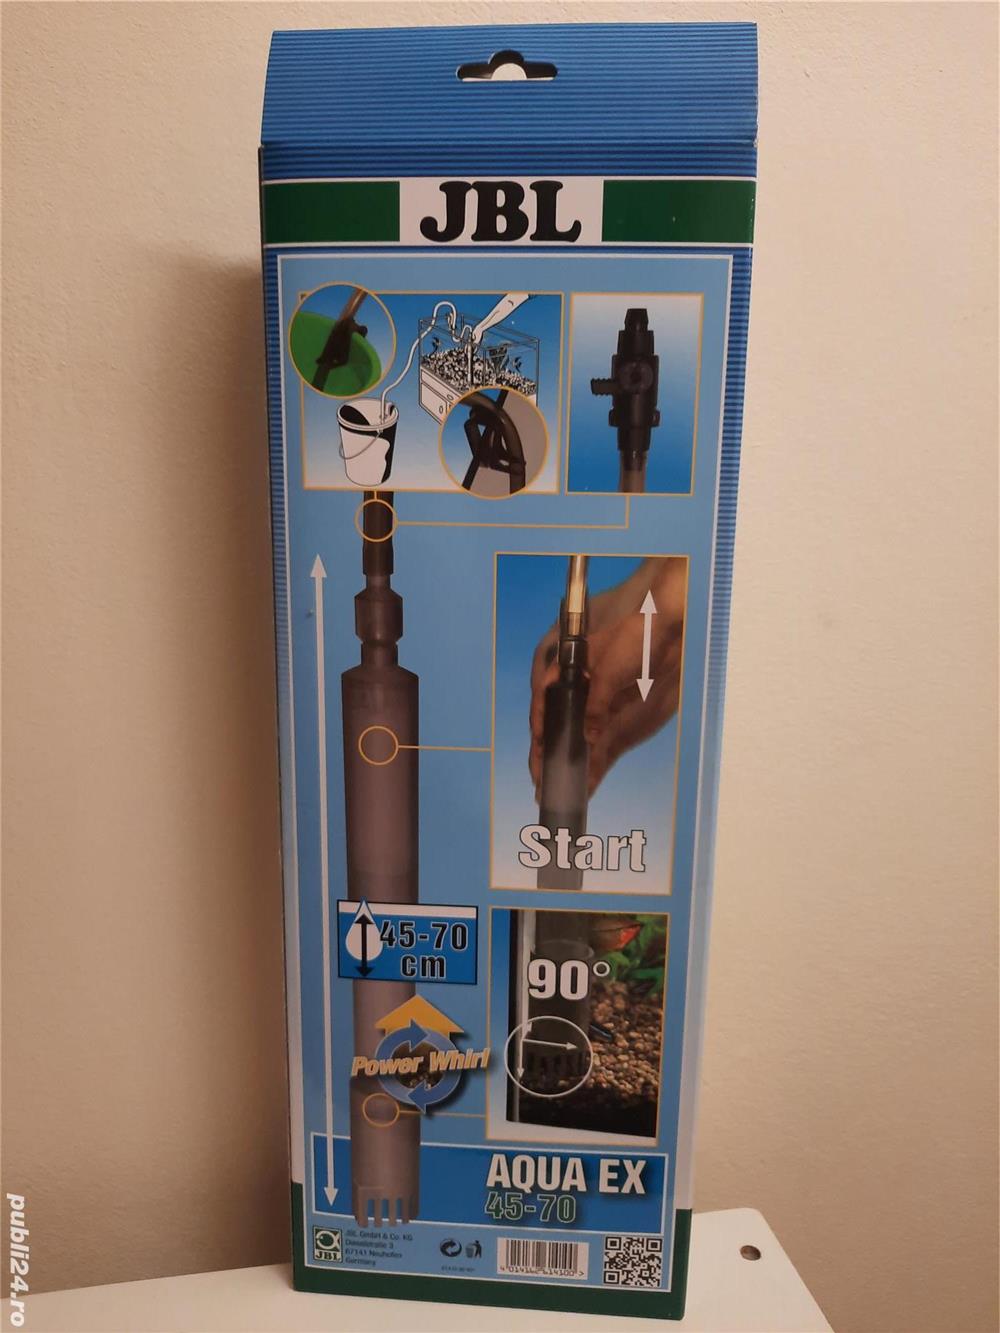 JBL
Start
45-70
cm
90°
Power Whirl
AQUA EX
45-70
JBL
JBL GmbH & Co. KG
Dieselstraße 3
67141 Neuhofen
Germany
publi24.ro